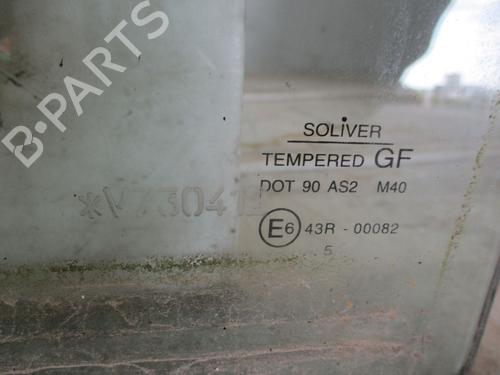 B-PARTS
SOLIVER
TEMPERED GF
DOT 90 AS2 M40
E6 43R - 00082
5